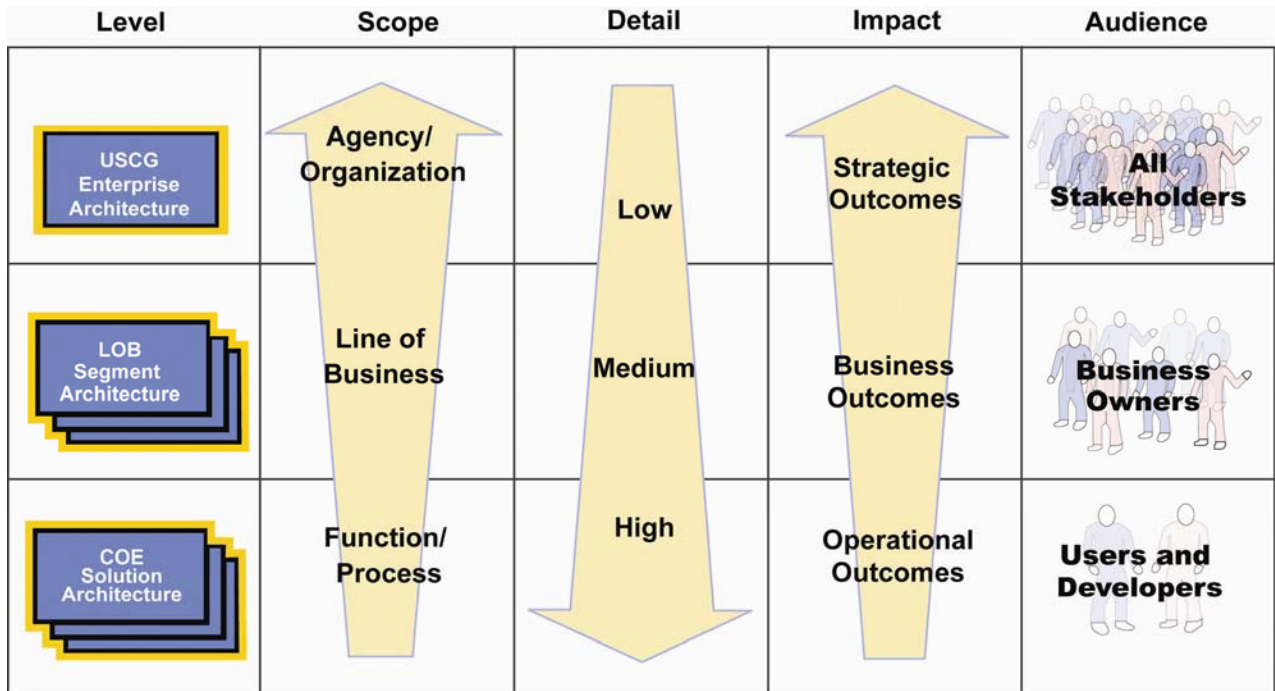 Level Scope Detail Impact Audience
USCG
Enterprise
Architecture
Agency/
Organization
Low
Strategic
Outcomes
All
Stakeholders
LOB
Segment
Architecture
Line of
Business
Medium
Business
Outcomes
Business
Owners
COE
Solution
Architecture
Function/
Process
High
Operational
Outcomes
Users and
Developers